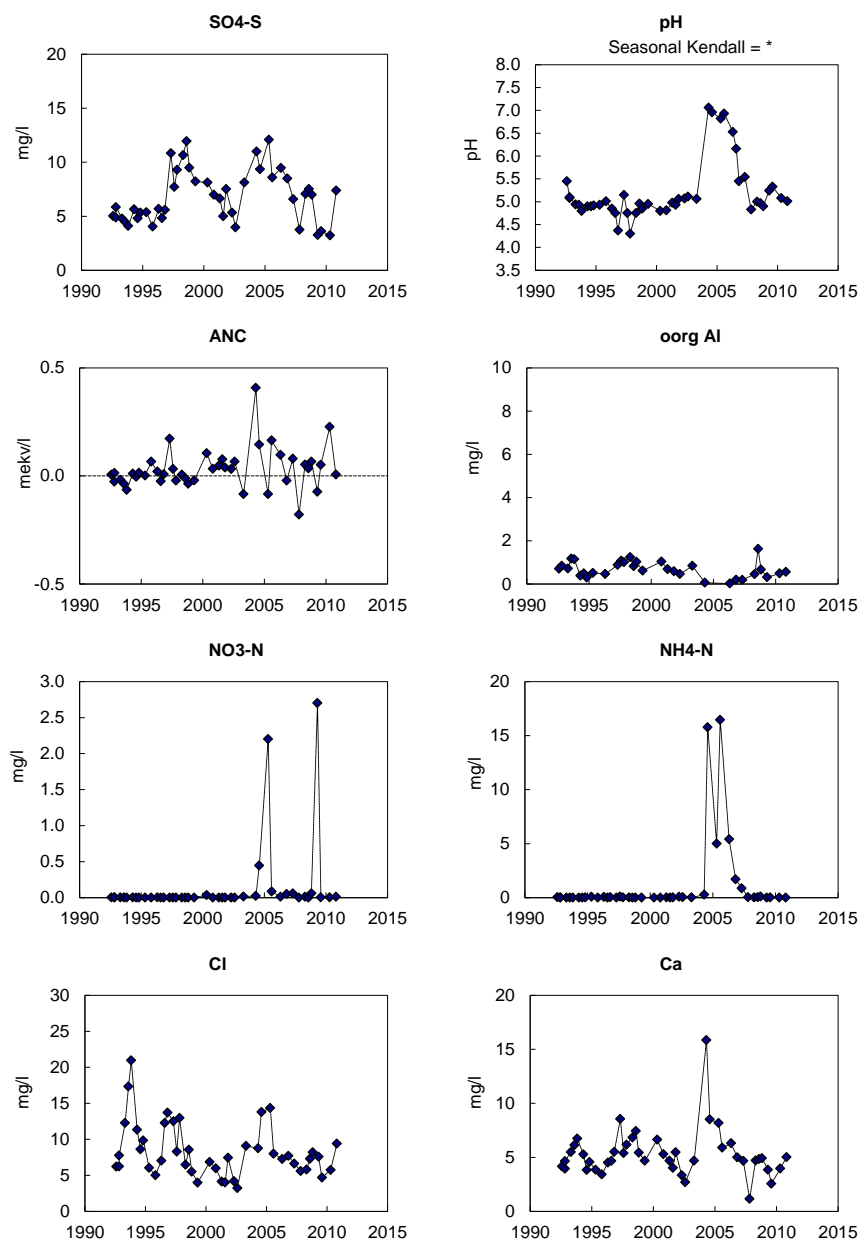 SO4-S
20
15
10
5
0
mg/l
1990 1995 2000 2005 2010 2015
pH
Seasonal Kendall = *
8.0
7.5
7.0
6.5
6.0
5.5
5.0
4.5
4.0
3.5
pH
1990 1995 2000 2005 2010 2015
ANC
0.5
0.0
-0.5
mekv/l
1990 1995 2000 2005 2010 2015
oorg Al
10
8
6
4
2
0
mg/l
1990 1995 2000 2005 2010 2015
NO3-N
3.0
2.5
2.0
1.5
1.0
0.5
0.0
mg/l
1990 1995 2000 2005 2010 2015
NH4-N
20
15
10
5
0
mg/l
1990 1995 2000 2005 2010 2015
Cl
30
25
20
15
10
5
0
mg/l
1990 1995 2000 2005 2010 2015
Ca
20
15
10
5
0
mg/l
1990 1995 2000 2005 2010 2015